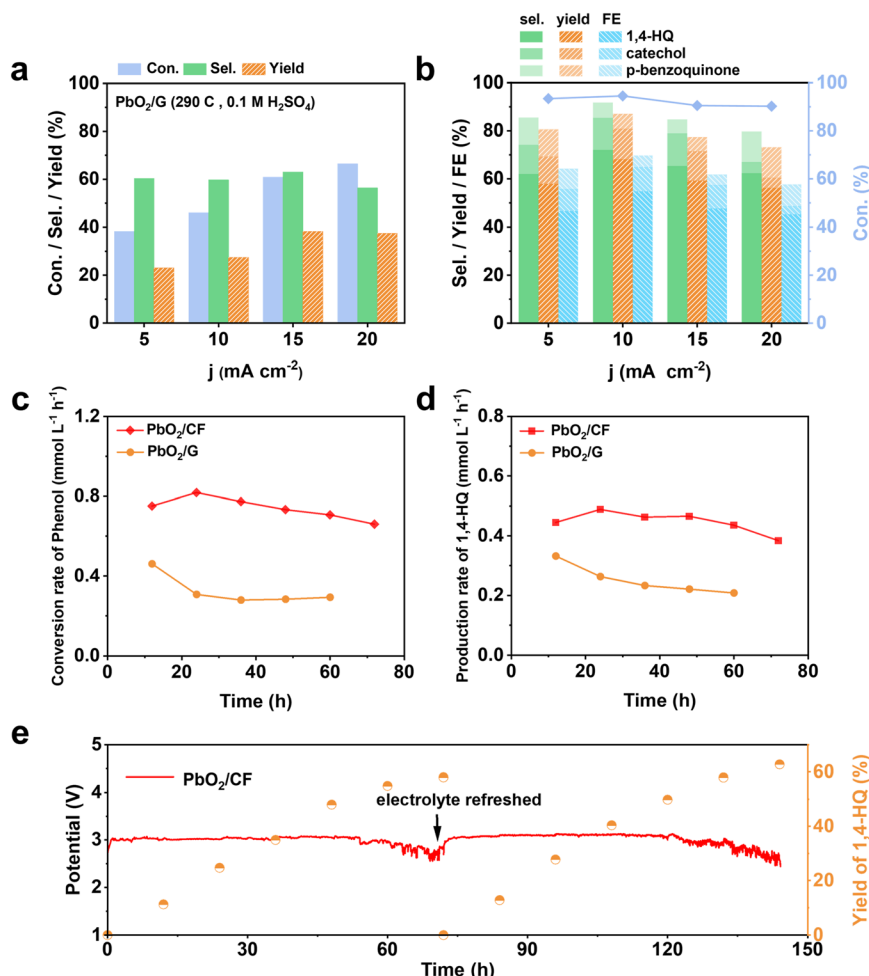 sel. yield FE
1,4-HQ
catechol
p-benzoquinone
a
Con. Sel. Yield
PbO₂/G (290 C , 0.1 M H₂SO₄)
Con. / Sel. / Yield (%)
100
80
60
40
20
0
5 10 15 20
j (mA cm⁻²)
b
Sel. / Yield / FE (%)
100
80
60
40
20
0
5 10 15 20
j (mA cm⁻²)
100
80
60
40
20
0
Con. (%)
c
Conversion rate of Phenol (mmol L⁻¹ h⁻¹)
1.2
0.8
0.4
0.0
PbO₂/CF
PbO₂/G
0 20 40 60 80
Time (h)
d
Production rate of 1,4-HQ (mmol L⁻¹ h⁻¹)
0.8
0.6
0.4
0.2
0.0
PbO₂/CF
PbO₂/G
0 20 40 60 80
Time (h)
e
Potential (V)
5
4
3
2
1
PbO₂/CF
electrolyte refreshed
0 30 60 90 120 150
Time (h)
60
40
20
0
Yield of 1,4-HQ (%)